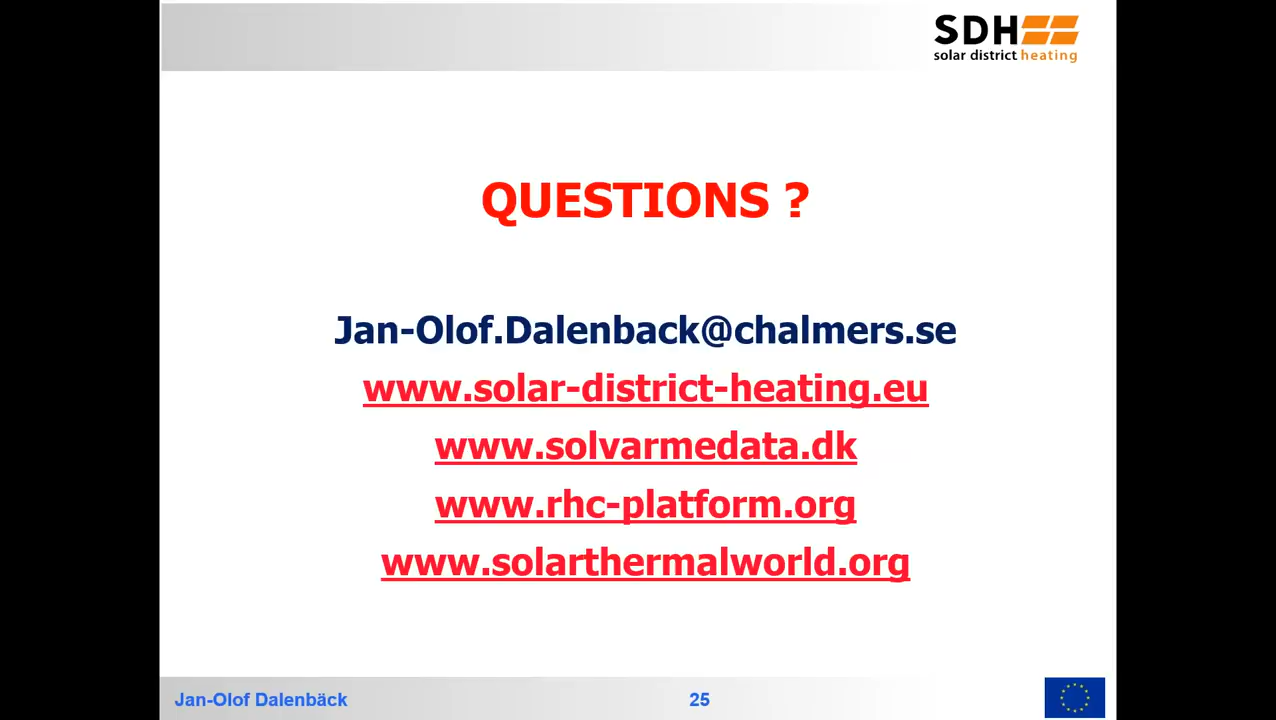 SDH
solar district heating
QUESTIONS ?
Jan-Olof.Dalenback@chalmers.se
www.solar-district-heating.eu
www.solvarmedata.dk
www.rhc-platform.org
www.solarthermalworld.org
Jan-Olof Dalenbäck
25